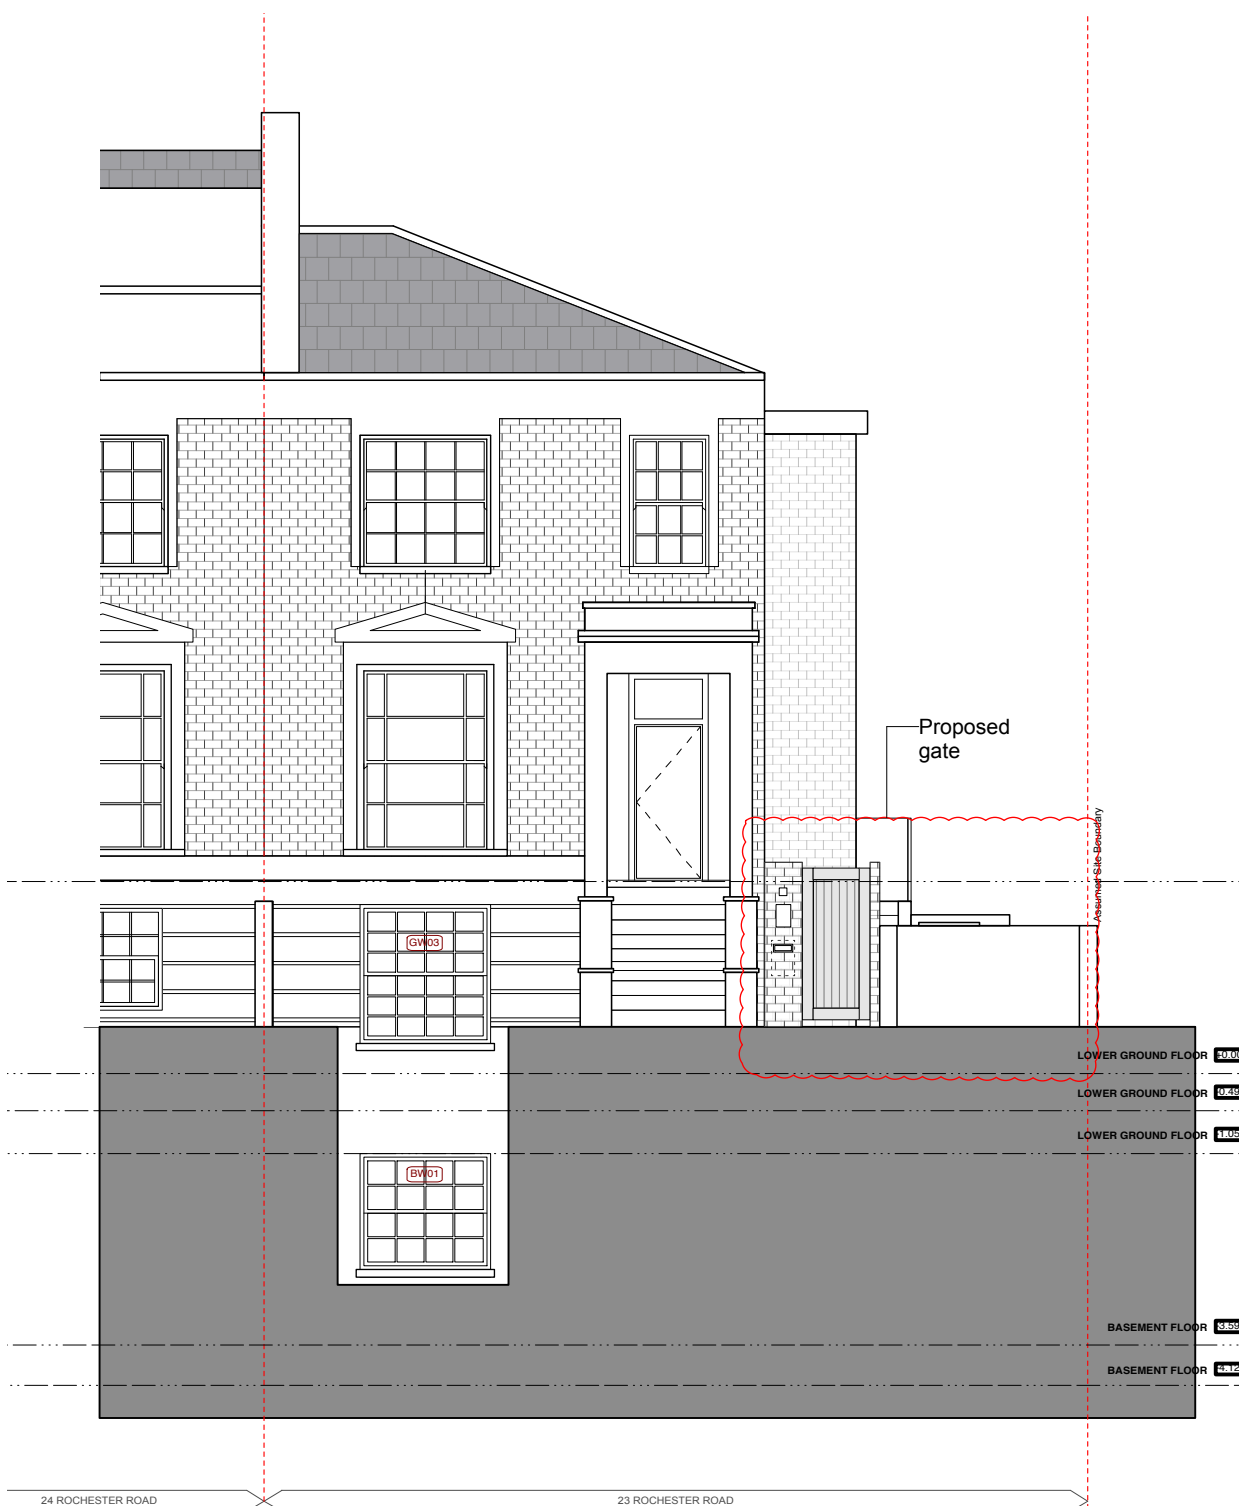 Proposed
gate
Assumed Site Boundary
GW03
LOWER GROUND FLOOR
LOWER GROUND FLOOR
LOWER GROUND FLOOR
BW01
BASEMENT FLOOR
BASEMENT FLOOR
24 ROCHESTER ROAD
23 ROCHESTER ROAD